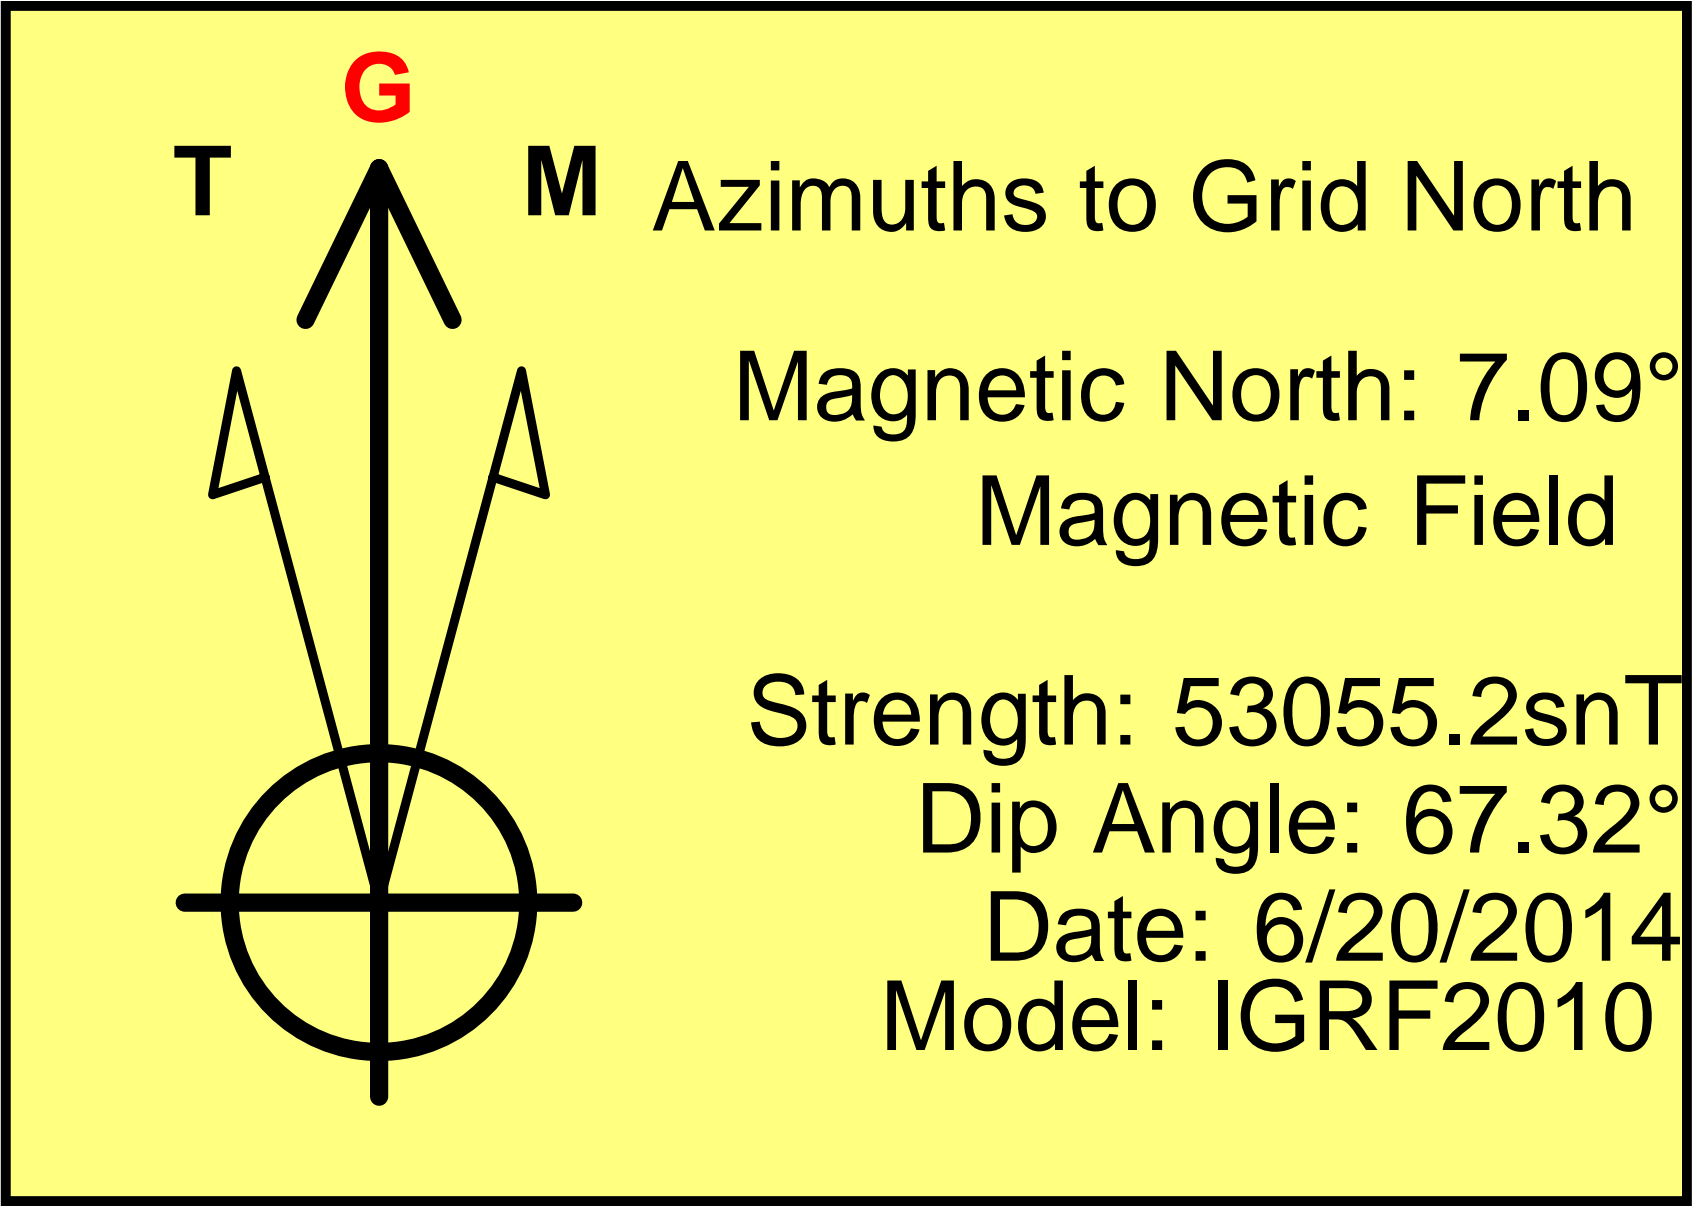 G
T M
Azimuths to Grid North
Magnetic North: 7.09°
Magnetic Field
Strength: 53055.2snT
Dip Angle: 67.32°
Date: 6/20/2014
Model: IGRF2010